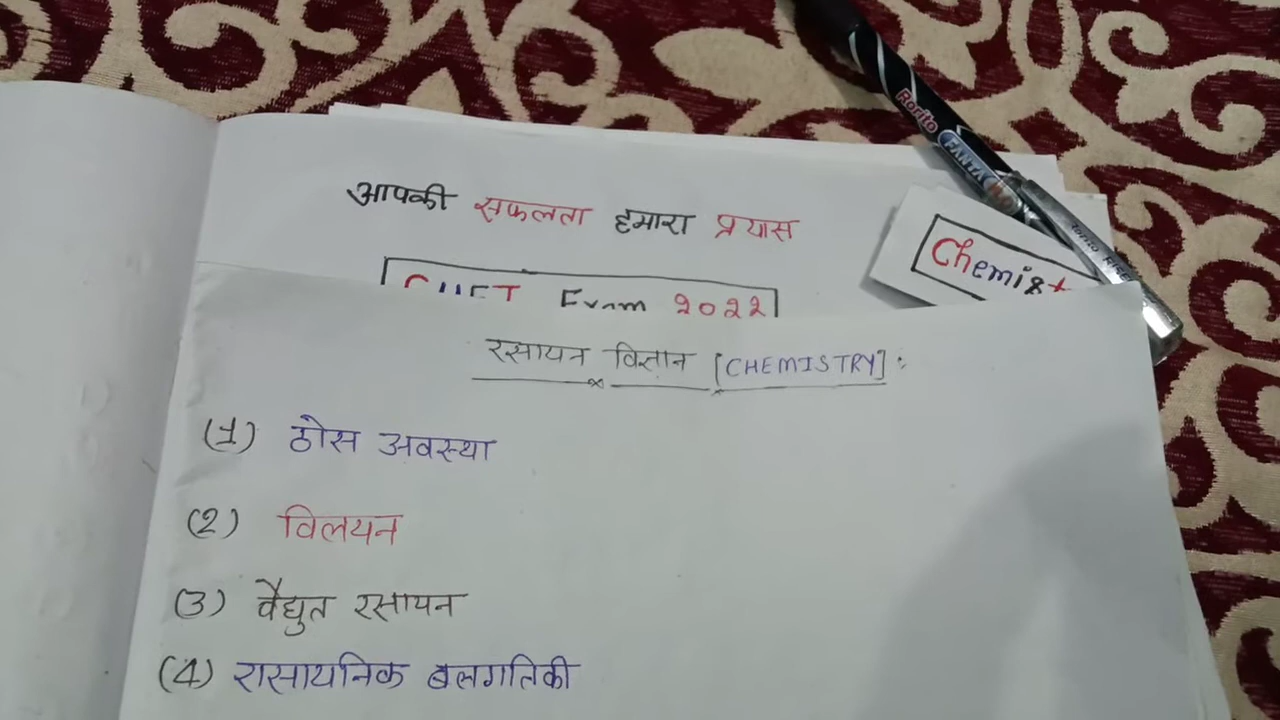 आपकी सफलता हमारा प्रयास
CUET Exam 2022
Chemist
रसायन विज्ञान [CHEMISTRY]:
(1) ठोस अवस्था
(2) विलयन
(3) वैद्युत रसायन
(4) रासायनिक बलगतिकी
Rorito